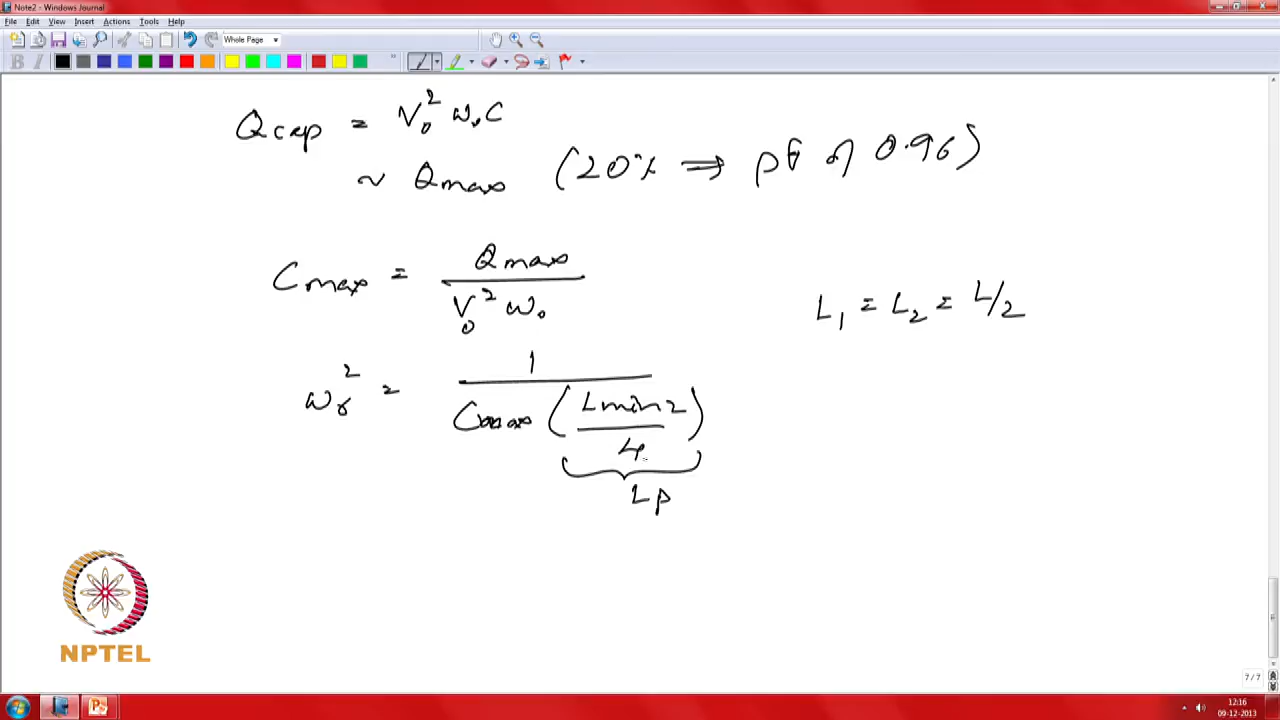 Note2 - Windows Journal
File Edit View Insert Actions Tools Help
Whole Page
B I
Qcap = V₀² ω₀ C
~ Qmax (20% ⇒ pf of 0.96)
Cmax = Qmax / V₀² ω₀
L₁ = L₂ = L/2
ωr² = 1 / Cmax (Lmin2 / 4)
Lp
NPTEL
7 / 7
12:16
09-12-2013